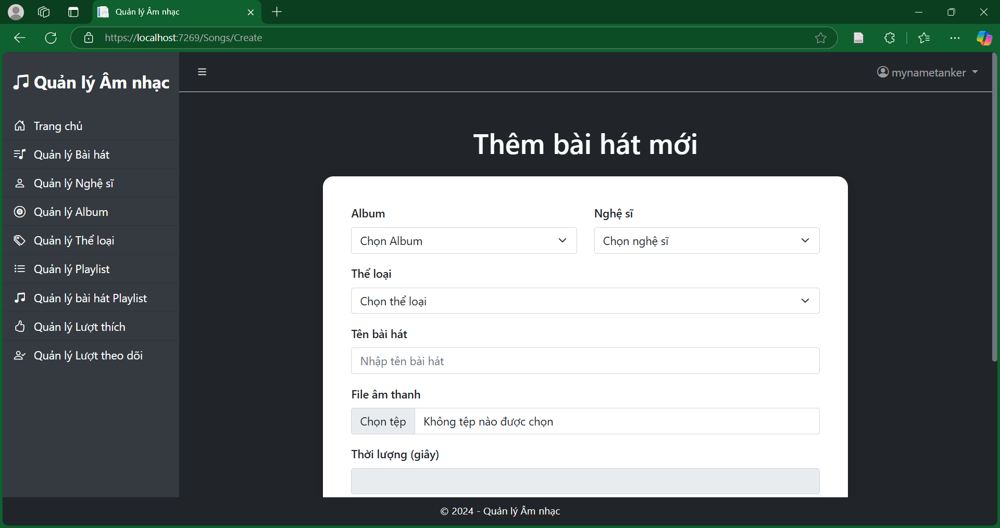 Quản lý Âm nhạc
https://localhost:7269/Songs/Create
Quản lý Âm nhạc
mynametanker
Trang chủ
Quản lý Bài hát
Quản lý Nghệ sĩ
Quản lý Album
Quản lý Thể loại
Quản lý Playlist
Quản lý bài hát Playlist
Quản lý Lượt thích
Quản lý Lượt theo dõi
Thêm bài hát mới
Album
Nghệ sĩ
Chọn Album
Chọn nghệ sĩ
Thể loại
Chọn thể loại
Tên bài hát
Nhập tên bài hát
File âm thanh
Chọn tệp Không tệp nào được chọn
Thời lượng (giây)
© 2024 - Quản lý Âm nhạc